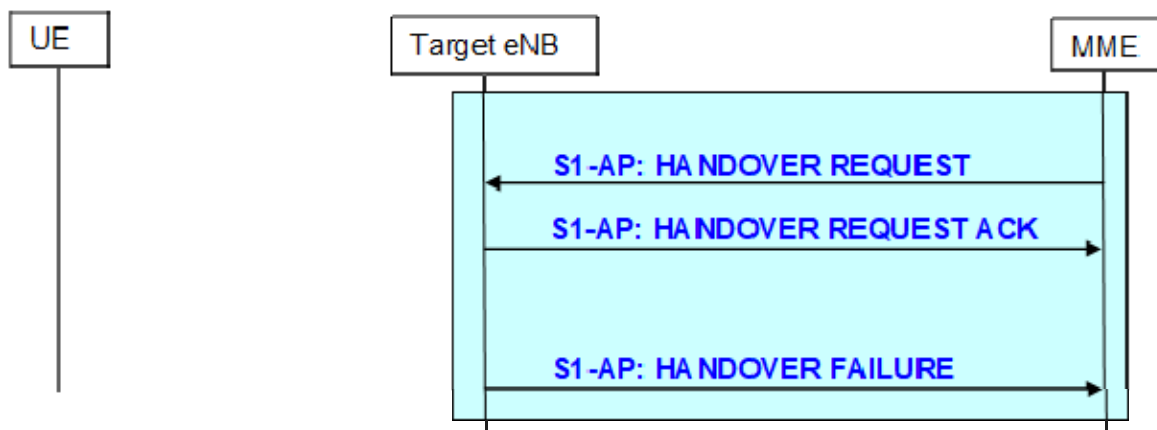 UE
Target eNB
MME
S1-AP: HANDOVER REQUEST
S1-AP: HANDOVER REQUEST ACK
S1-AP: HANDOVER FAILURE